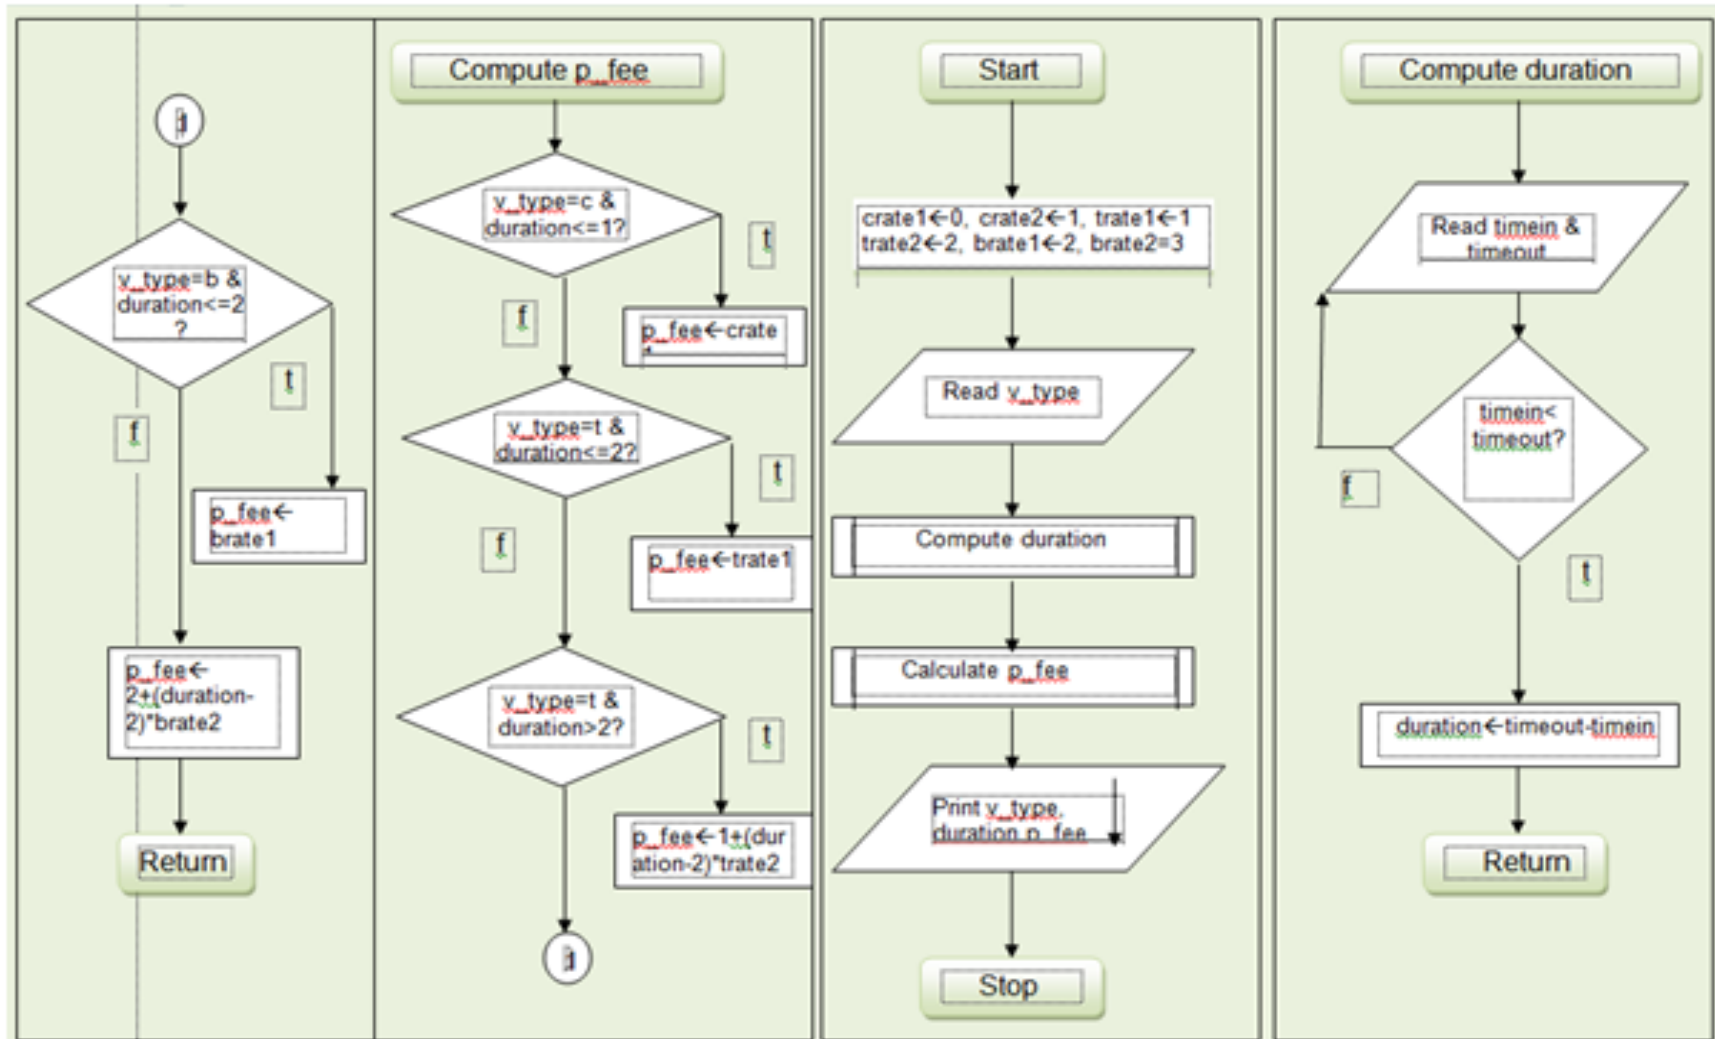 v_type=b &
duration<=2
?
t
f
p_fee←
brate1
p_fee←
2+(duration-
2)*brate2
Return
Compute p_fee
v_type=c &
duration<=1?
t
f
p_fee←crate
v_type=t &
duration<=2?
t
f
p_fee←trate1
v_type=t &
duration>2?
t
p_fee←1+(dur
ation-2)*trate2
Start
crate1←0, crate2←1, trate1←1
trate2←2, brate1←2, brate2=3
Read v_type
Compute duration
Calculate p_fee
Print v_type,
duration,p_fee
Stop
Compute duration
Read timein &
timeout
timein<
timeout?
f
t
duration←timeout-timein
Return